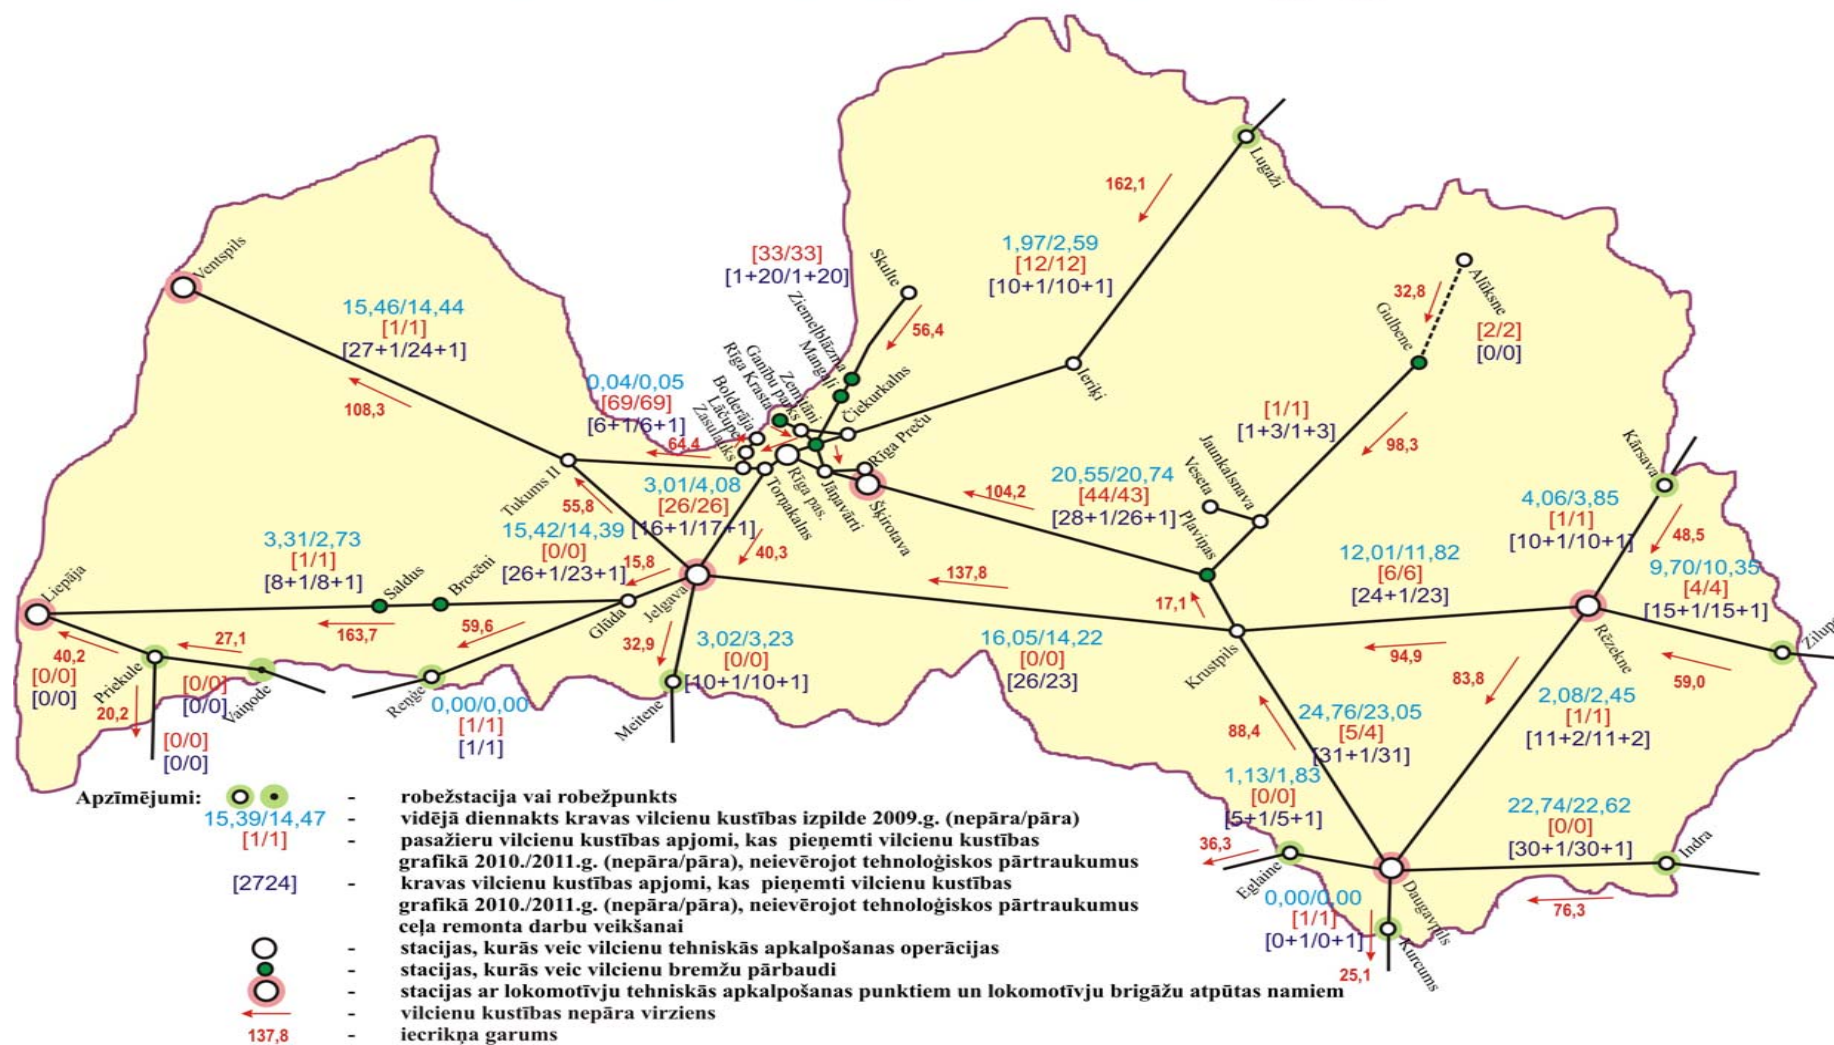 Ventspils
15,46/14,44
[1/1]
[27+1/24+1]
108,3
[33/33]
[1+20/1+20]
Skulte
56,4
Ziemeļblāzma
Mangaļi
Zemitāni
Ganību parks
Rīga Krasta
Bolderāja
Lāčupe
Zasulauks
Čiekurkalns
Rīga Preču
Rīga pas.
Jāņavārti
Šķirotava
Torņakalns
0,04/0,05
[69/69]
[6+1/6+1]
64,4
1,97/2,59
[12/12]
[10+1/10+1]
162,1
Lugaži
Ieriķi
Alūksne
32,8
Gulbene
[2/2]
[0/0]
[1/1]
[1+3/1+3]
98,3
Jaunkalsnava
Veseta
Pļaviņas
20,55/20,74
[44/43]
[28+1/26+1]
104,2
Kārsava
4,06/3,85
[1/1]
[10+1/10+1]
48,5
9,70/10,35
[4/4]
[15+1/15+1]
12,01/11,82
[6/6]
[24+1/23]
Tukums II
55,8
3,01/4,08
[26/26]
[16+1/17+1]
40,3
15,42/14,39
[0/0]
[26+1/23+1]
15,8
3,31/2,73
[1/1]
[8+1/8+1]
Liepāja
Saldus
Brocēni
Glūda
Jelgava
137,8
17,1
Krustpils
94,9
Rēzekne
83,8
Zilupe
59,0
163,7
59,6
32,9
27,1
40,2
[0/0]
[0/0]
Priekule
20,2
[0/0]
[0/0]
Vaiņode
[0/0]
[0/0]
Reņģe
0,00/0,00
[1/1]
[1/1]
Meitene
3,02/3,23
[0/0]
[10+1/10+1]
16,05/14,22
[0/0]
[26/23]
88,4
24,76/23,05
[5/4]
[31+1/31]
2,08/2,45
[1/1]
[11+2/11+2]
1,13/1,83
[0/0]
[5+1/5+1]
36,3
Eglaine
Daugavpils
22,74/22,62
[0/0]
[30+1/30+1]
Indra
76,3
0,00/0,00
[1/1]
[0+1/0+1]
25,1
Kurcums
Apzīmējumi: - robežstacija vai robežpunkts
15,39/14,47 - vidējā diennakts kravas vilcienu kustības izpilde 2009.g. (nepāra/pāra)
[1/1] - pasažieru vilcienu kustības apjomi, kas pieņemti vilcienu kustības
grafikā 2010./2011.g. (nepāra/pāra), neievērojot tehnoloģiskos pārtraukumus
[2724] - kravas vilcienu kustības apjomi, kas pieņemti vilcienu kustības
grafikā 2010./2011.g. (nepāra/pāra), neievērojot tehnoloģiskos pārtraukumus
ceļa remonta darbu veikšanai
- stacijas, kurās veic vilcienu tehniskās apkalpošanas operācijas
- stacijas, kurās veic vilcienu bremžu pārbaudi
- stacijas ar lokomotīvju tehniskās apkalpošanas punktiem un lokomotīvju brigāžu atpūtas namiem
- vilcienu kustības nepāra virziens
137,8 - iecrikņa garums